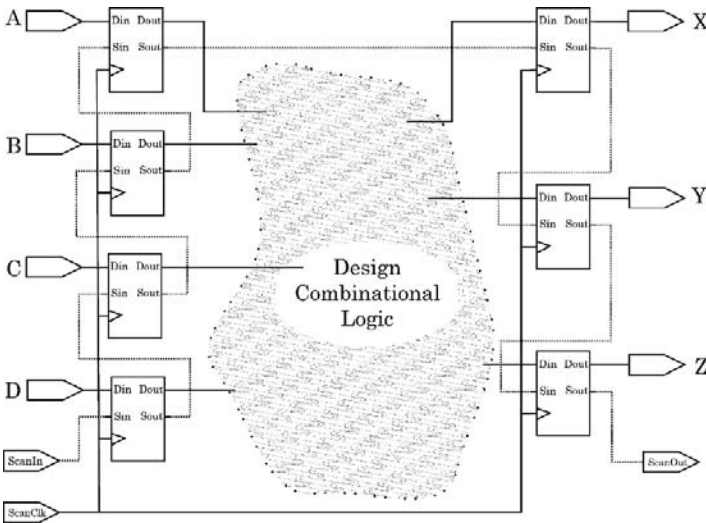 A
Din Dout
Sin Sout
Din Dout
Sin Sout
X
B
Din Dout
Sin Sout
Din Dout
Sin Sout
Y
C
Din Dout
Sin Sout
Design
Combinational
Logic
D
Din Dout
Sin Sout
Din Dout
Sin Sout
Z
ScanIn
ScanOut
ScanClk